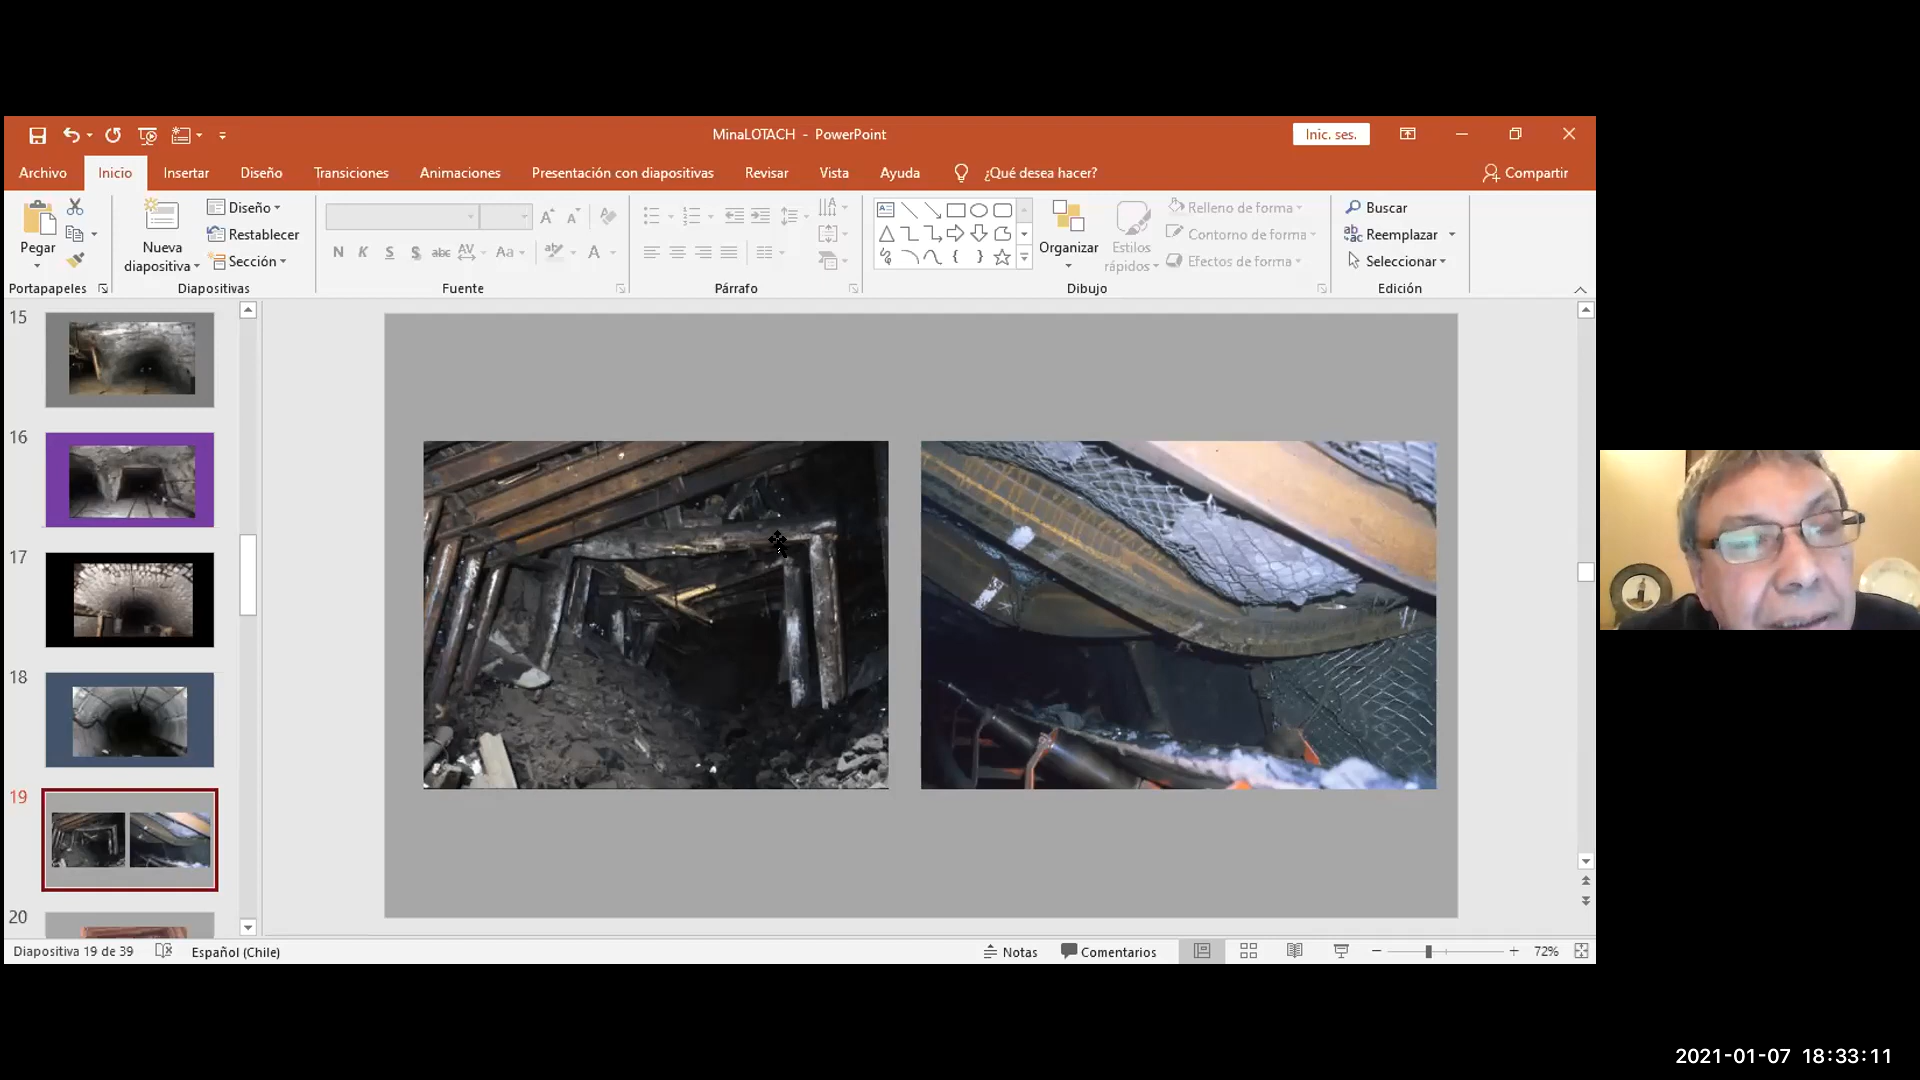 MinaLOTACH - PowerPoint
Inic. ses.
Archivo
Inicio
Insertar
Diseño
Transiciones
Animaciones
Presentación con diapositivas
Revisar
Vista
Ayuda
¿Qué desea hacer?
Compartir
Pegar
Nueva
diapositiva
Diseño
Restablecer
Sección
N K S S abc AV Aa A
Organizar
Estilos
rápidos
Relleno de forma
Contorno de forma
Efectos de forma
Buscar
Reemplazar
Seleccionar
Portapapeles
Diapositivas
Fuente
Párrafo
Dibujo
Edición
15
16
17
18
19
20
Diapositiva 19 de 39
Español (Chile)
Notas
Comentarios
72%
2021-01-07 18:33:11